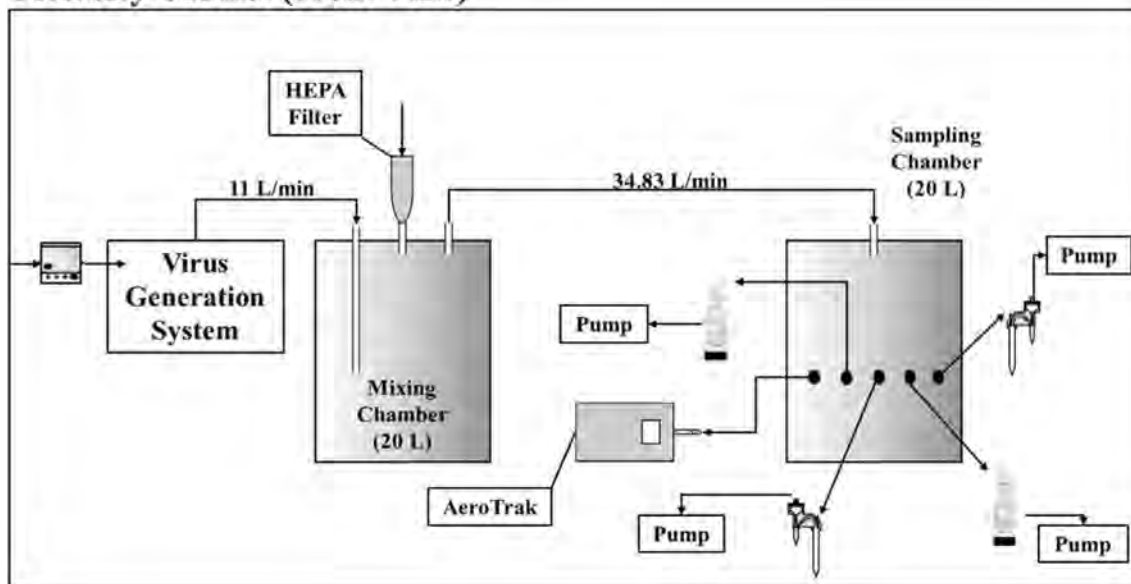 HEPA
Filter
11 L/min
34.83 L/min
Sampling
Chamber
(20 L)
Virus
Generation
System
Mixing
Chamber
(20 L)
Pump
Pump
AeroTrak
Pump
Pump